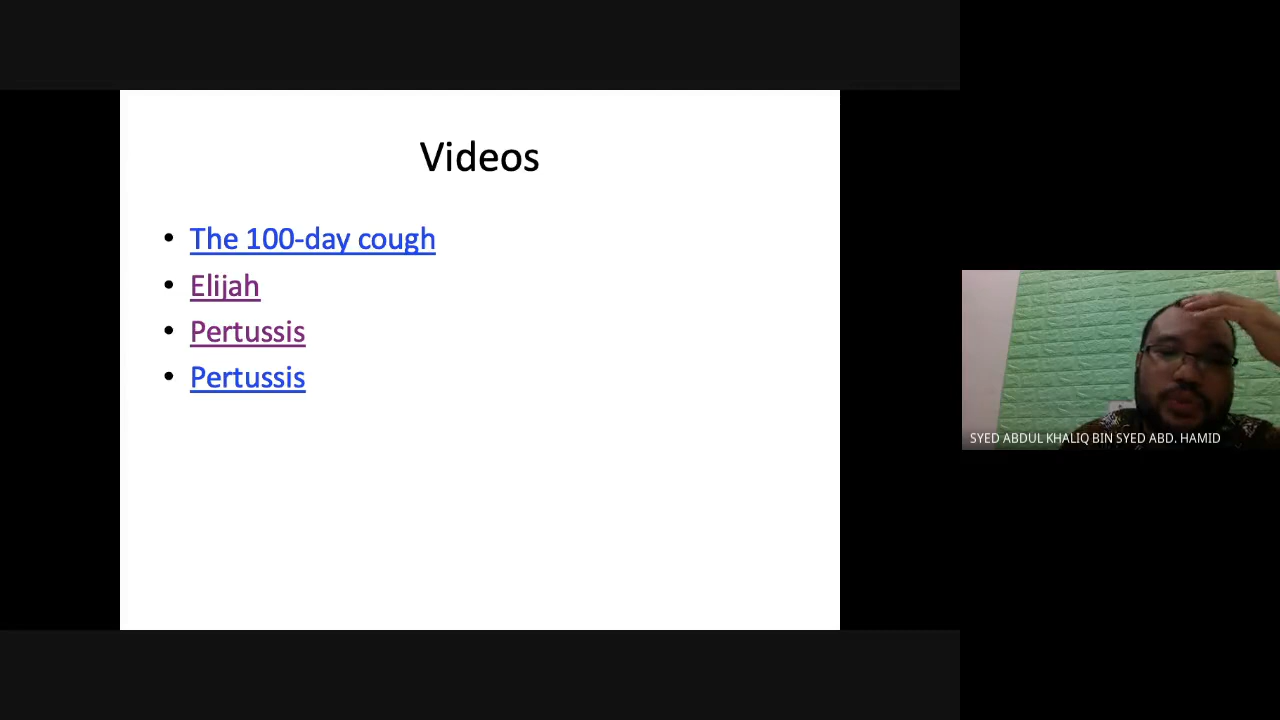 Videos
• The 100-day cough
• Elijah
• Pertussis
• Pertussis
SYED ABDUL KHALIQ BIN SYED ABD. HAMID